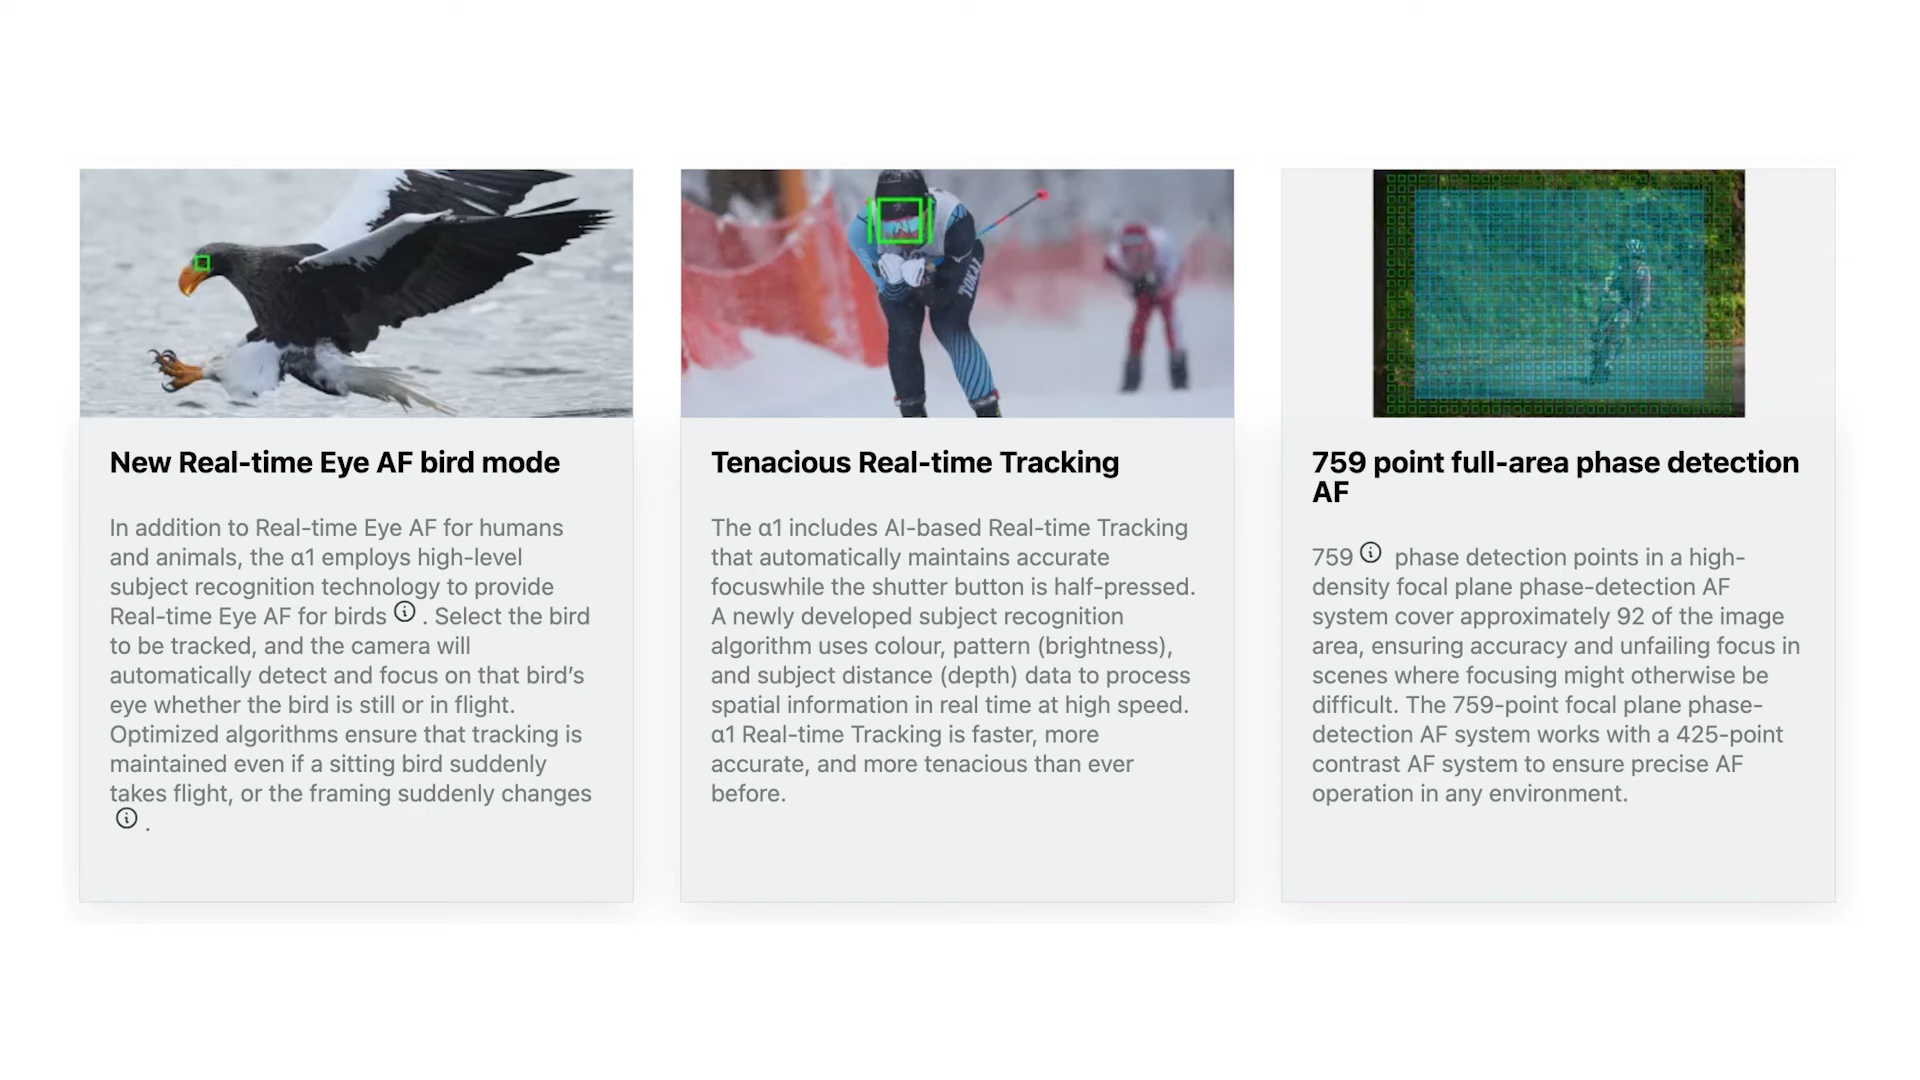 New Real-time Eye AF bird mode
In addition to Real-time Eye AF for humans
and animals, the α1 employs high-level
subject recognition technology to provide
Real-time Eye AF for birds ⓘ . Select the bird
to be tracked, and the camera will
automatically detect and focus on that bird’s
eye whether the bird is still or in flight.
Optimized algorithms ensure that tracking is
maintained even if a sitting bird suddenly
takes flight, or the framing suddenly changes
ⓘ .
TOKAI
Tenacious Real-time Tracking
The α1 includes AI-based Real-time Tracking
that automatically maintains accurate
focuswhile the shutter button is half-pressed.
A newly developed subject recognition
algorithm uses colour, pattern (brightness),
and subject distance (depth) data to process
spatial information in real time at high speed.
α1 Real-time Tracking is faster, more
accurate, and more tenacious than ever
before.
759 point full-area phase detection
AF
759 ⓘ phase detection points in a high-
density focal plane phase-detection AF
system cover approximately 92 of the image
area, ensuring accuracy and unfailing focus in
scenes where focusing might otherwise be
difficult. The 759-point focal plane phase-
detection AF system works with a 425-point
contrast AF system to ensure precise AF
operation in any environment.